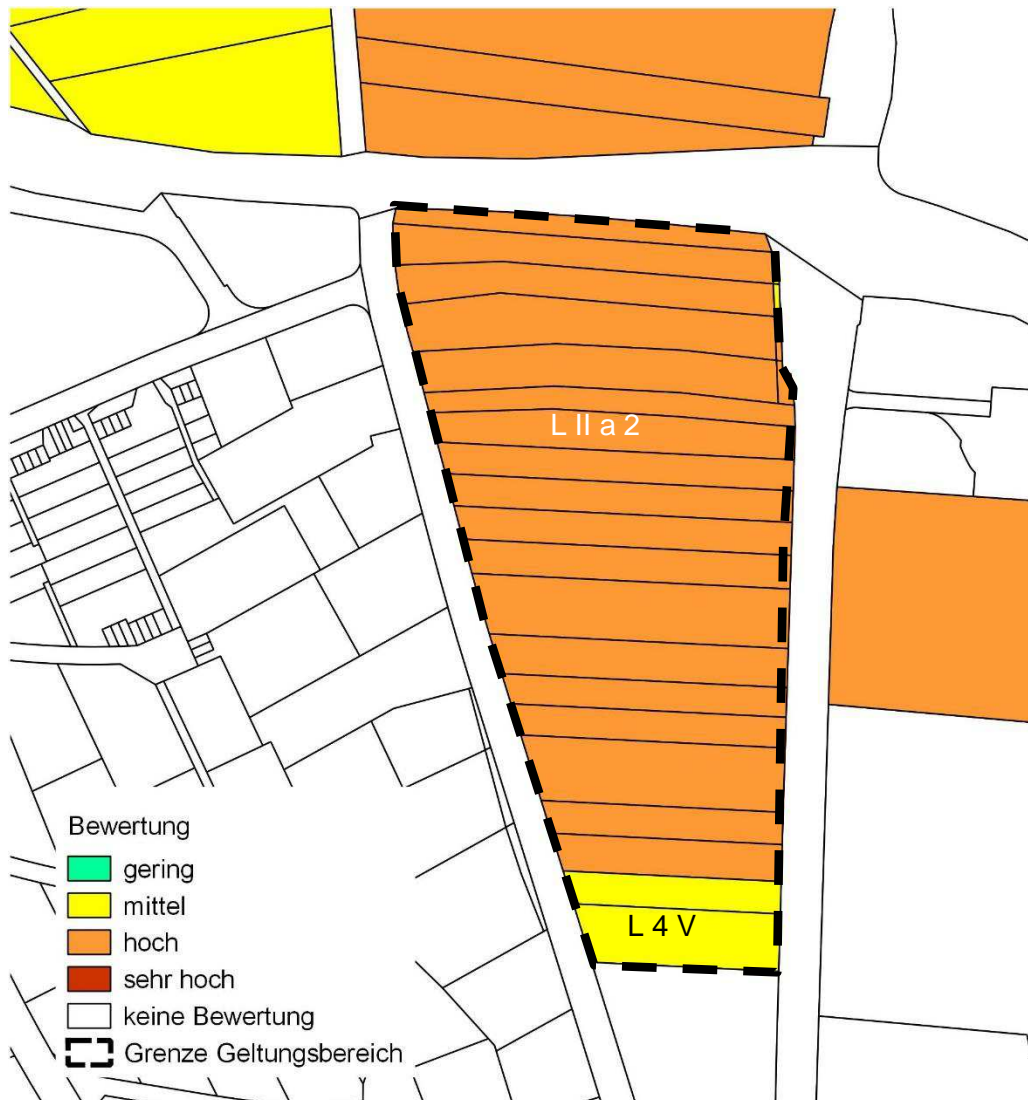 L II a 2
L 4 V
Bewertung
gering
mittel
hoch
sehr hoch
keine Bewertung
Grenze Geltungsbereich